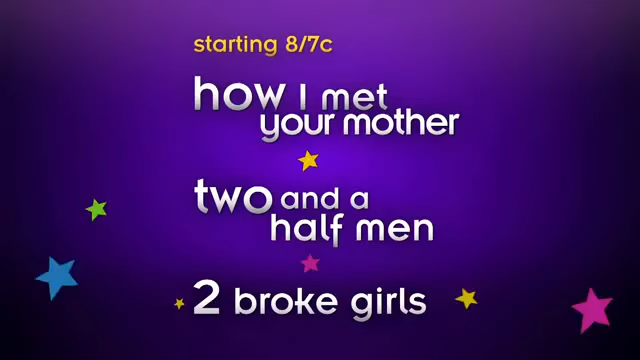 starting 8/7c
how I met
your mother
two and a
half men
2 broke girls